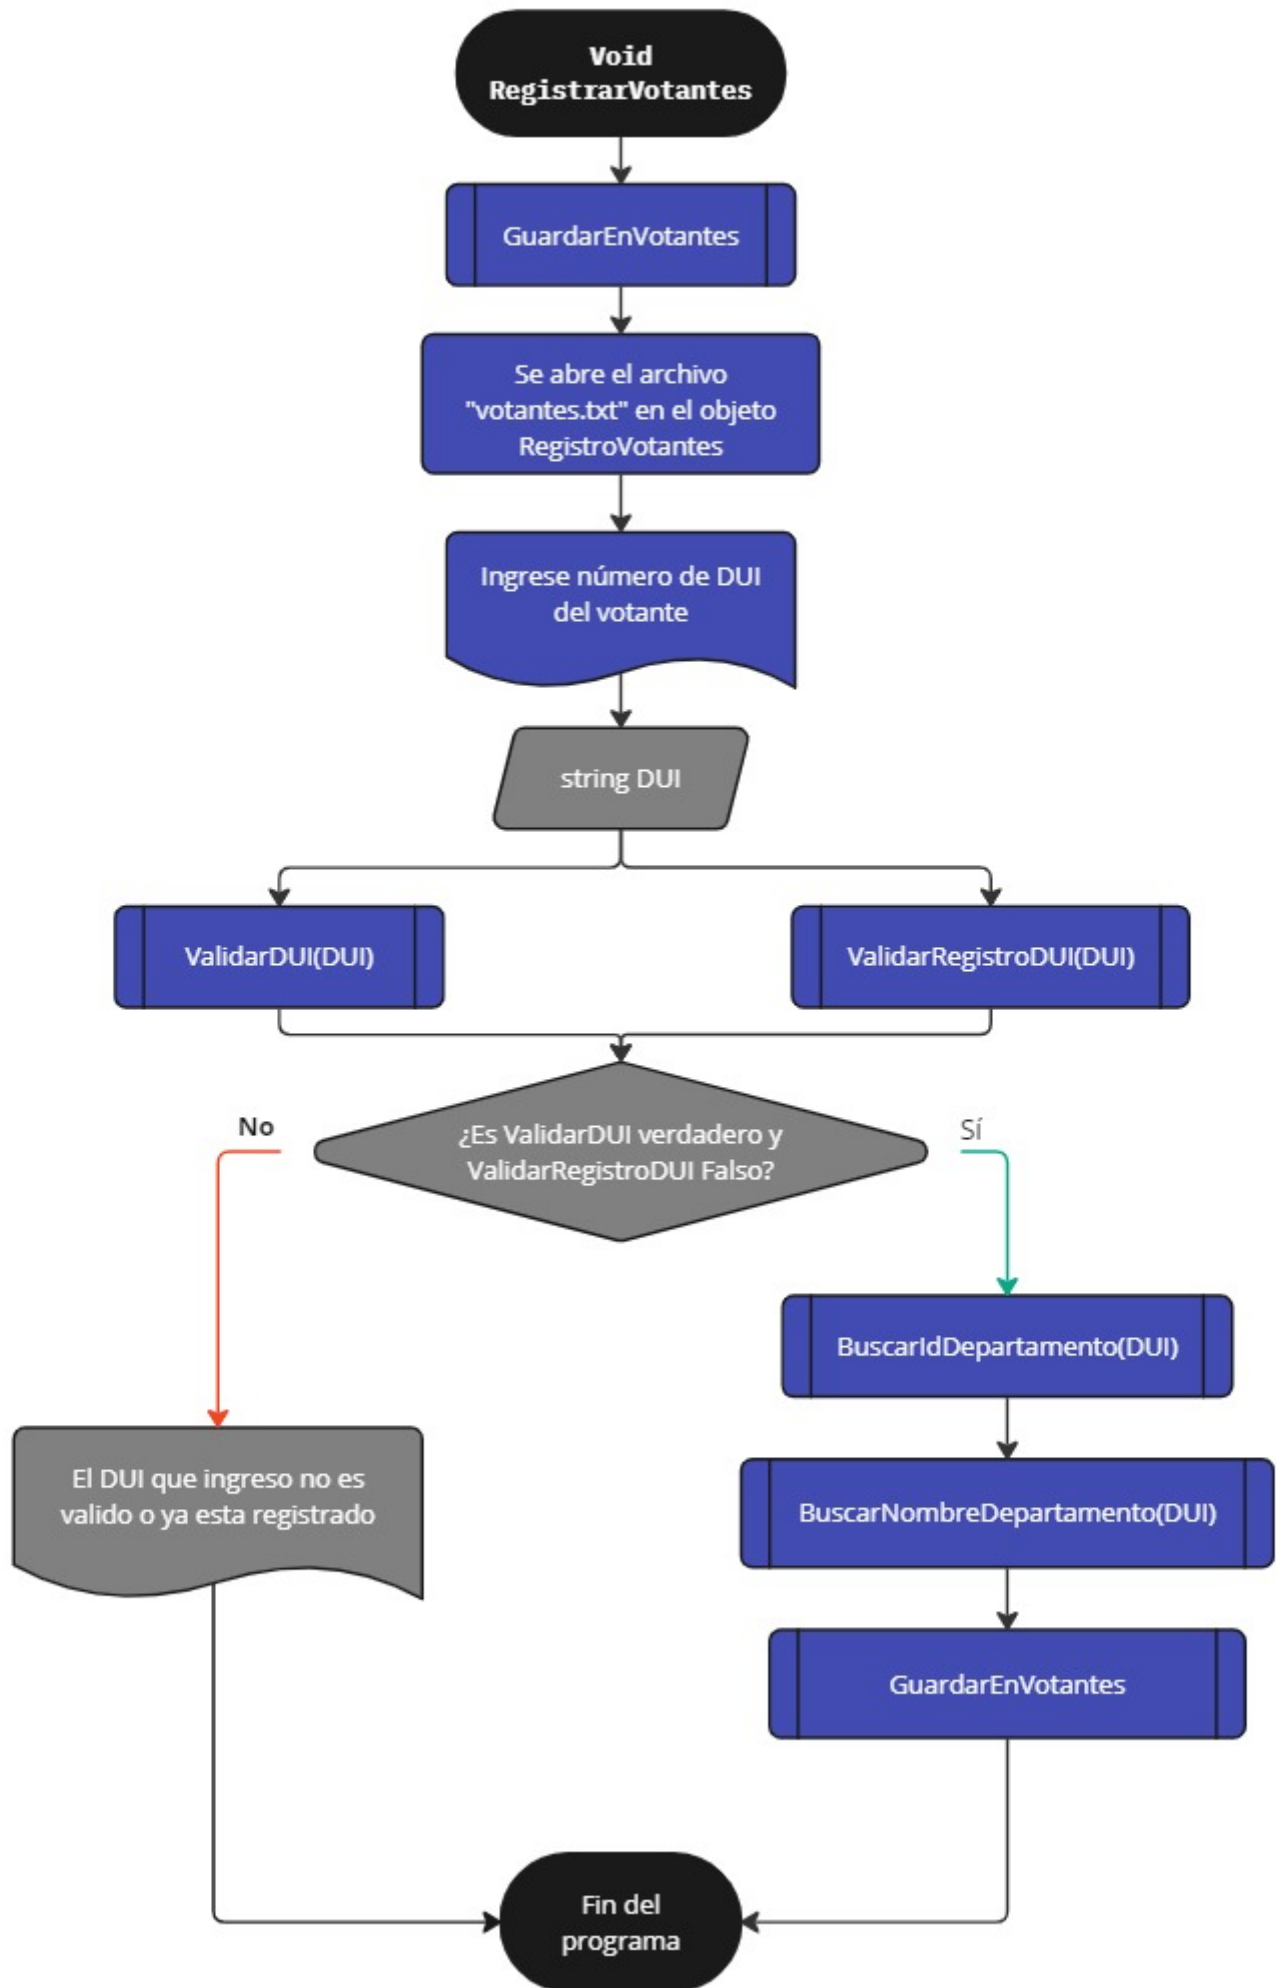 Void
RegistrarVotantes
GuardarEnVotantes
Se abre el archivo
"votantes.txt" en el objeto
RegistroVotantes
Ingrese número de DUI
del votante
string DUI
ValidarDUI(DUI)
ValidarRegistroDUI(DUI)
¿Es ValidarDUI verdadero y
ValidarRegistroDUI Falso?
No
Sí
BuscarIdDepartamento(DUI)
El DUI que ingreso no es
valido o ya esta registrado
BuscarNombreDepartamento(DUI)
GuardarEnVotantes
Fin del
programa